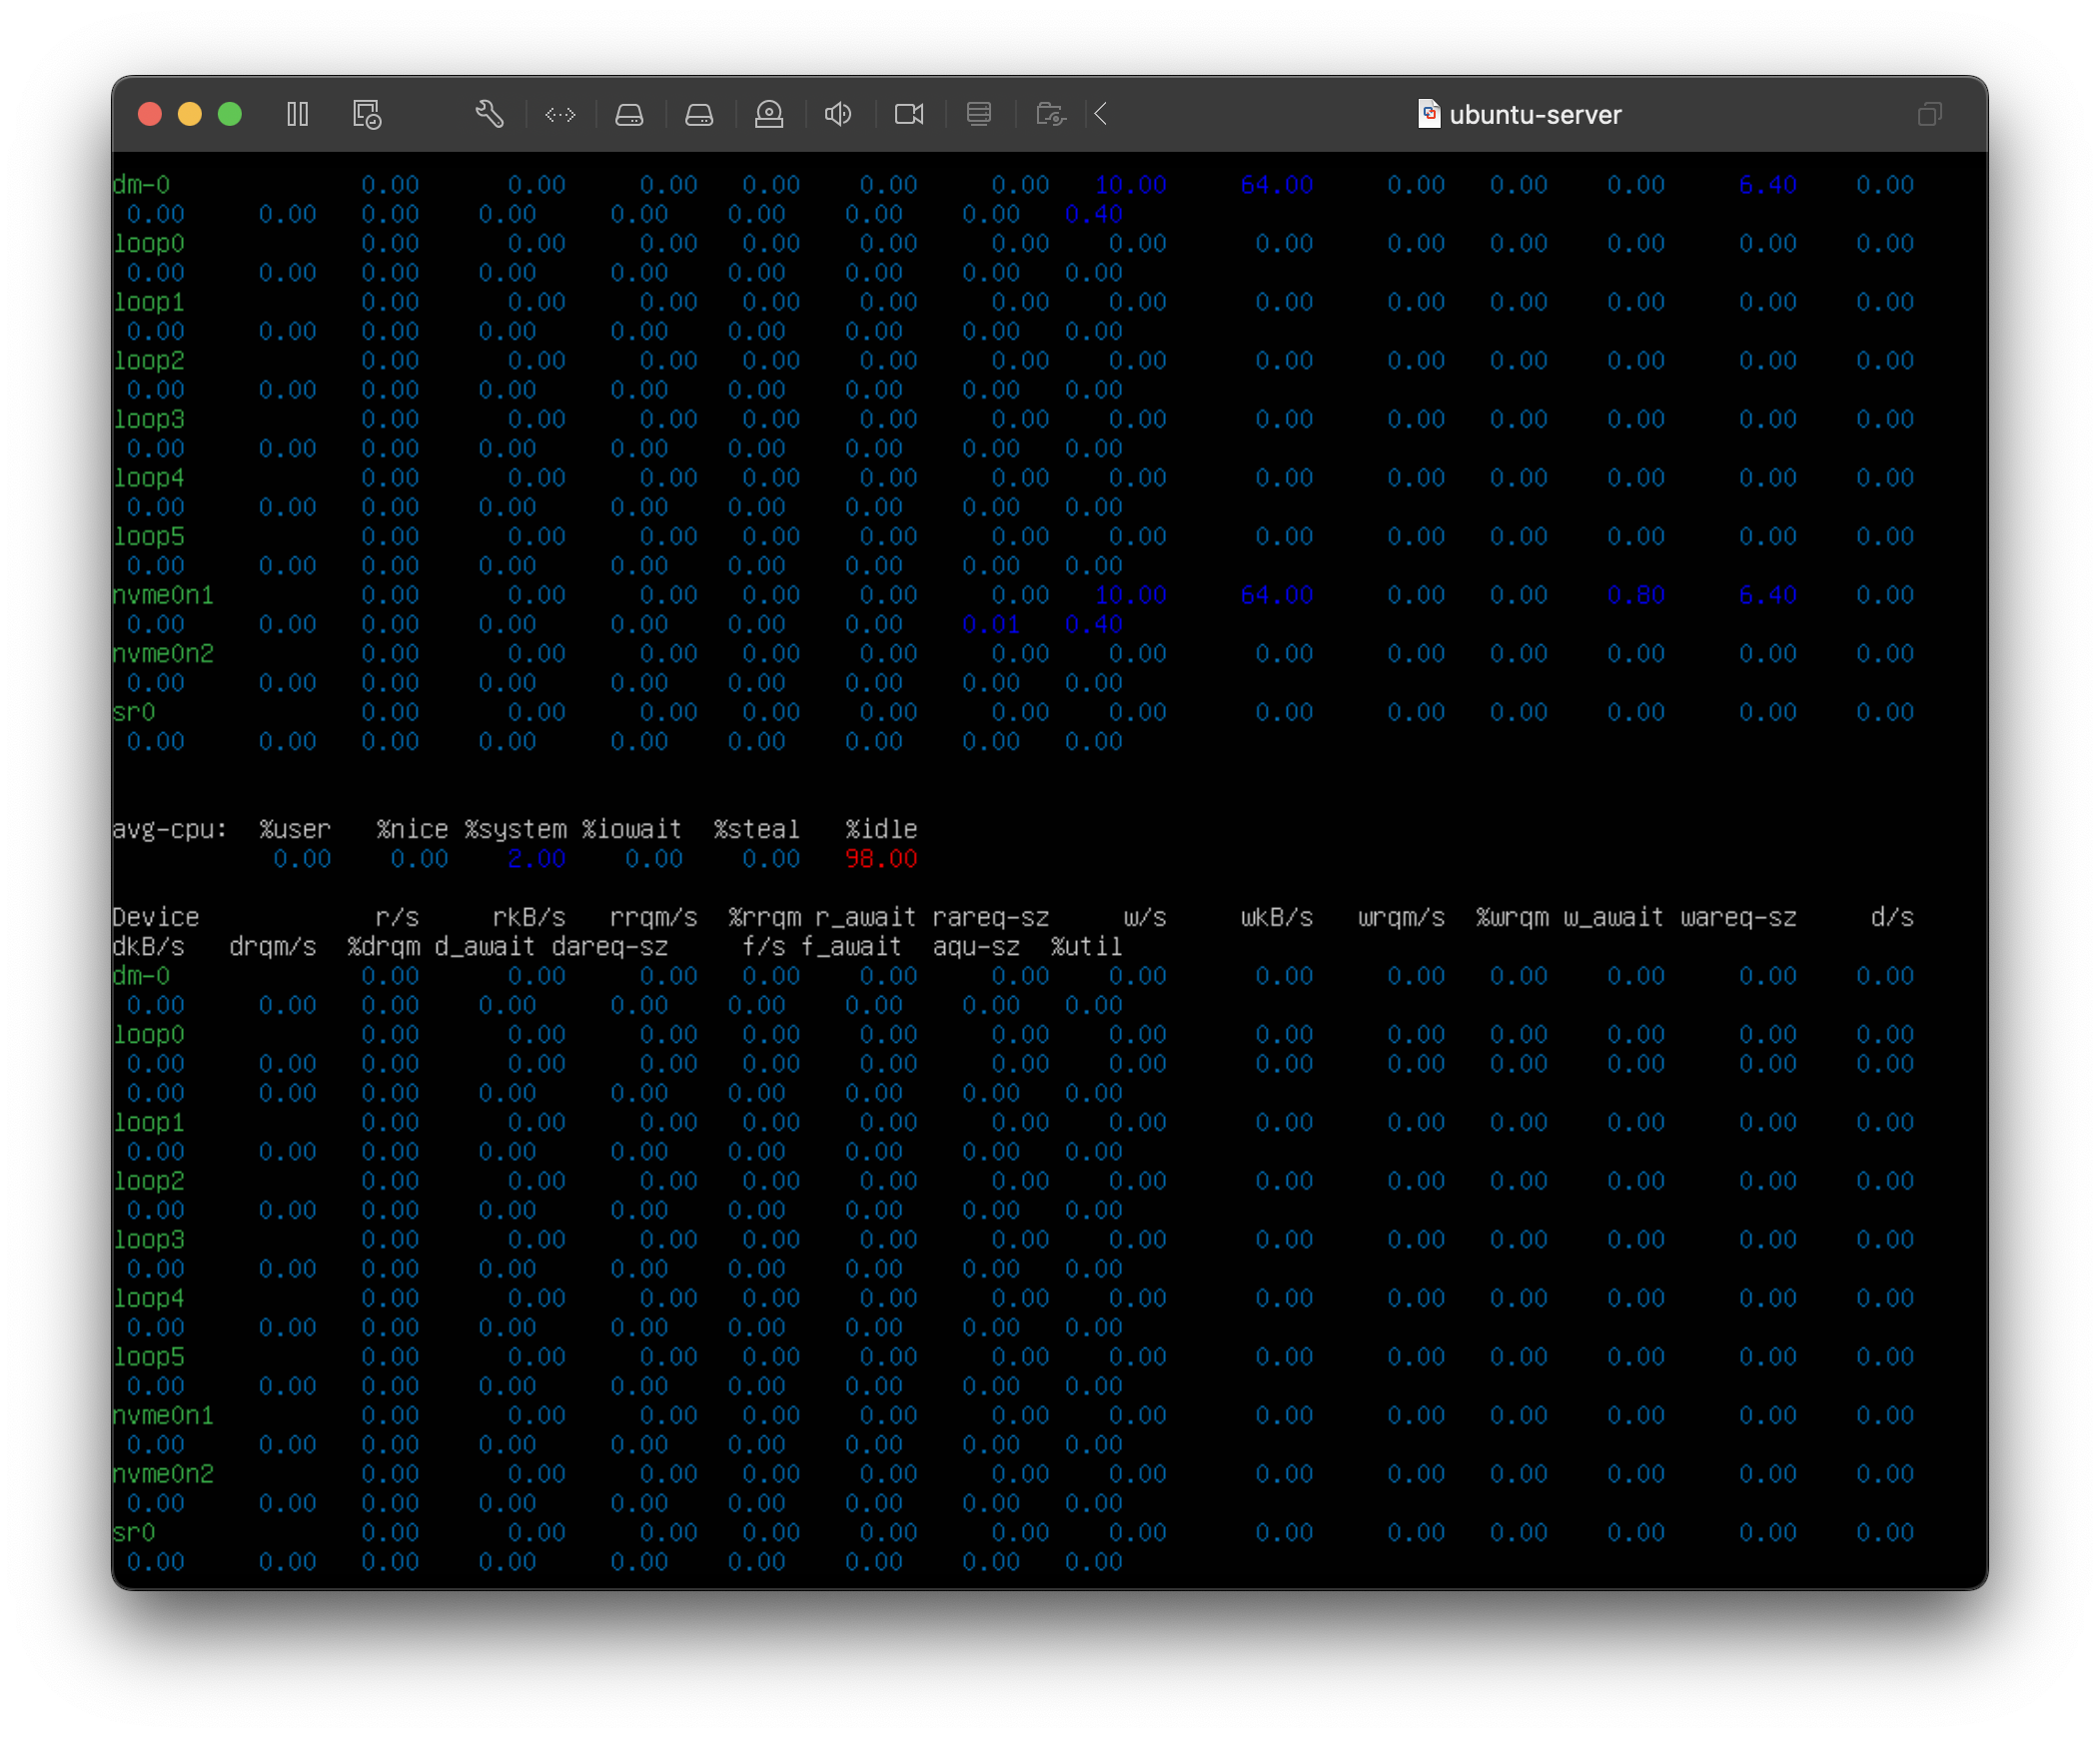 ubuntu-server
dm-0 0.00 0.00 0.00 0.00 0.00 0.00 10.00 64.00 0.00 0.00 0.00 6.40 0.00
0.00 0.00 0.00 0.00 0.00 0.00 0.00 0.00 0.40
loop0 0.00 0.00 0.00 0.00 0.00 0.00 0.00 0.00 0.00 0.00 0.00 0.00 0.00
0.00 0.00 0.00 0.00 0.00 0.00 0.00 0.00 0.00
loop1 0.00 0.00 0.00 0.00 0.00 0.00 0.00 0.00 0.00 0.00 0.00 0.00 0.00
0.00 0.00 0.00 0.00 0.00 0.00 0.00 0.00 0.00
loop2 0.00 0.00 0.00 0.00 0.00 0.00 0.00 0.00 0.00 0.00 0.00 0.00 0.00
0.00 0.00 0.00 0.00 0.00 0.00 0.00 0.00 0.00
loop3 0.00 0.00 0.00 0.00 0.00 0.00 0.00 0.00 0.00 0.00 0.00 0.00 0.00
0.00 0.00 0.00 0.00 0.00 0.00 0.00 0.00 0.00
loop4 0.00 0.00 0.00 0.00 0.00 0.00 0.00 0.00 0.00 0.00 0.00 0.00 0.00
0.00 0.00 0.00 0.00 0.00 0.00 0.00 0.00 0.00
loop5 0.00 0.00 0.00 0.00 0.00 0.00 0.00 0.00 0.00 0.00 0.00 0.00 0.00
0.00 0.00 0.00 0.00 0.00 0.00 0.00 0.00 0.00
nvme0n1 0.00 0.00 0.00 0.00 0.00 0.00 10.00 64.00 0.00 0.00 0.80 6.40 0.00
0.00 0.00 0.00 0.00 0.00 0.00 0.00 0.01 0.40
nvme0n2 0.00 0.00 0.00 0.00 0.00 0.00 0.00 0.00 0.00 0.00 0.00 0.00 0.00
0.00 0.00 0.00 0.00 0.00 0.00 0.00 0.00 0.00
sr0 0.00 0.00 0.00 0.00 0.00 0.00 0.00 0.00 0.00 0.00 0.00 0.00 0.00
0.00 0.00 0.00 0.00 0.00 0.00 0.00 0.00 0.00
avg-cpu: %user %nice %system %iowait %steal %idle
0.00 0.00 2.00 0.00 0.00 98.00
Device r/s rkB/s rrqm/s %rrqm r_await rareq-sz w/s wkB/s wrqm/s %wrqm w_await wareq-sz d/s
dkB/s drqm/s %drqm d_await dareq-sz f/s f_await aqu-sz %util
dm-0 0.00 0.00 0.00 0.00 0.00 0.00 0.00 0.00 0.00 0.00 0.00 0.00 0.00
0.00 0.00 0.00 0.00 0.00 0.00 0.00 0.00 0.00
loop0 0.00 0.00 0.00 0.00 0.00 0.00 0.00 0.00 0.00 0.00 0.00 0.00 0.00
0.00 0.00 0.00 0.00 0.00 0.00 0.00 0.00 0.00 0.00 0.00 0.00 0.00 0.00 0.00
0.00 0.00 0.00 0.00 0.00 0.00 0.00 0.00 0.00
loop1 0.00 0.00 0.00 0.00 0.00 0.00 0.00 0.00 0.00 0.00 0.00 0.00 0.00
0.00 0.00 0.00 0.00 0.00 0.00 0.00 0.00 0.00
loop2 0.00 0.00 0.00 0.00 0.00 0.00 0.00 0.00 0.00 0.00 0.00 0.00 0.00
0.00 0.00 0.00 0.00 0.00 0.00 0.00 0.00 0.00
loop3 0.00 0.00 0.00 0.00 0.00 0.00 0.00 0.00 0.00 0.00 0.00 0.00 0.00
0.00 0.00 0.00 0.00 0.00 0.00 0.00 0.00 0.00
loop4 0.00 0.00 0.00 0.00 0.00 0.00 0.00 0.00 0.00 0.00 0.00 0.00 0.00
0.00 0.00 0.00 0.00 0.00 0.00 0.00 0.00 0.00
loop5 0.00 0.00 0.00 0.00 0.00 0.00 0.00 0.00 0.00 0.00 0.00 0.00 0.00
0.00 0.00 0.00 0.00 0.00 0.00 0.00 0.00 0.00
nvme0n1 0.00 0.00 0.00 0.00 0.00 0.00 0.00 0.00 0.00 0.00 0.00 0.00 0.00
0.00 0.00 0.00 0.00 0.00 0.00 0.00 0.00 0.00
nvme0n2 0.00 0.00 0.00 0.00 0.00 0.00 0.00 0.00 0.00 0.00 0.00 0.00 0.00
0.00 0.00 0.00 0.00 0.00 0.00 0.00 0.00 0.00
sr0 0.00 0.00 0.00 0.00 0.00 0.00 0.00 0.00 0.00 0.00 0.00 0.00 0.00
0.00 0.00 0.00 0.00 0.00 0.00 0.00 0.00 0.00